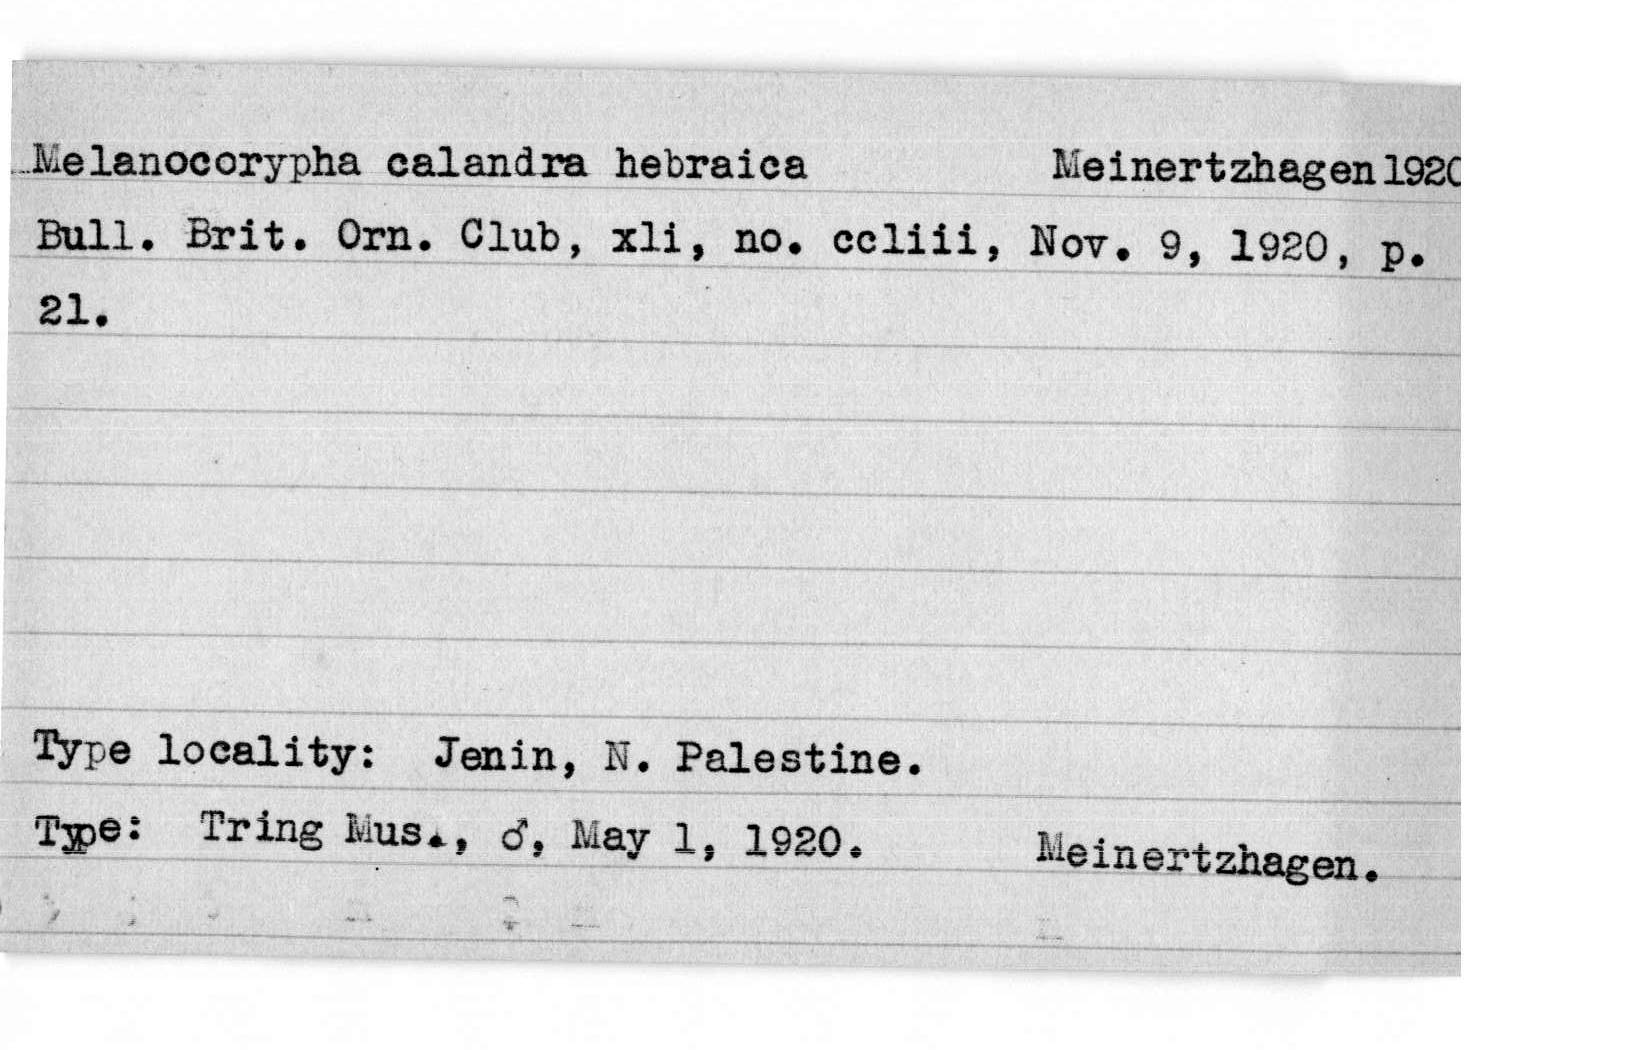 Melanocorypha calandra hebraica Meinertzhagen 1920
Bull. Brit. Orn. Club, xli, no. ccliii, Nov. 9, 1920, p.
21.
Type locality: Jenin, N. Palestine.
Type: Tring Mus., ♂, May 1, 1920. Meinertzhagen.